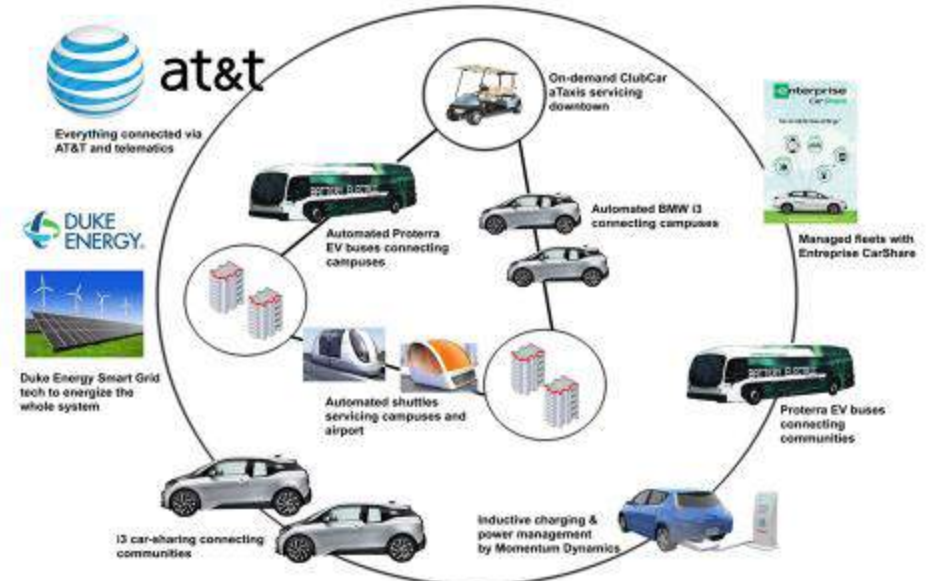 at&t
Everything connected via
AT&T and telematics
On-demand ClubCar
aTaxis servicing
downtown
enterprise
CarShare
BATTERY ELECTRIC
Automated Proterra
EV buses connecting
campuses
Automated BMW i3
connecting campuses
Managed fleets with
Entreprise CarShare
DUKE
ENERGY®
Duke Energy Smart Grid
tech to energize the
whole system
Automated shuttles
servicing campuses and
airport
BATTERY ELECTRIC
Proterra EV buses
connecting
communities
i3 car-sharing connecting
communities
Inductive charging &
power management
by Momentum Dynamics